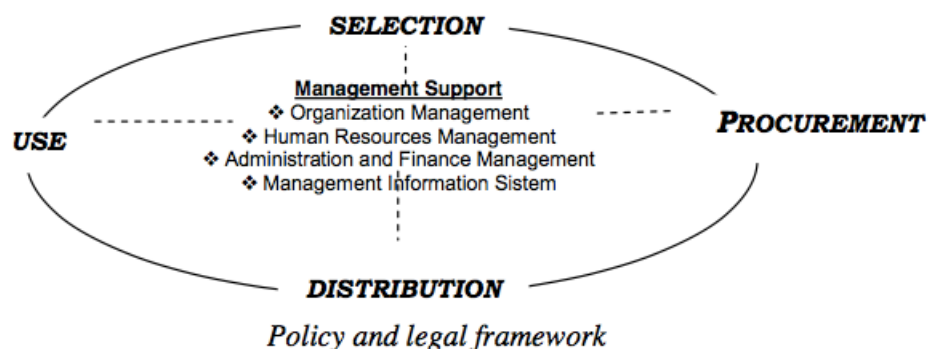 SELECTION
Management Support
❖ Organization Management
❖ Human Resources Management
❖ Administration and Finance Management
❖ Management Information Sistem
USE
PROCUREMENT
DISTRIBUTION
Policy and legal framework